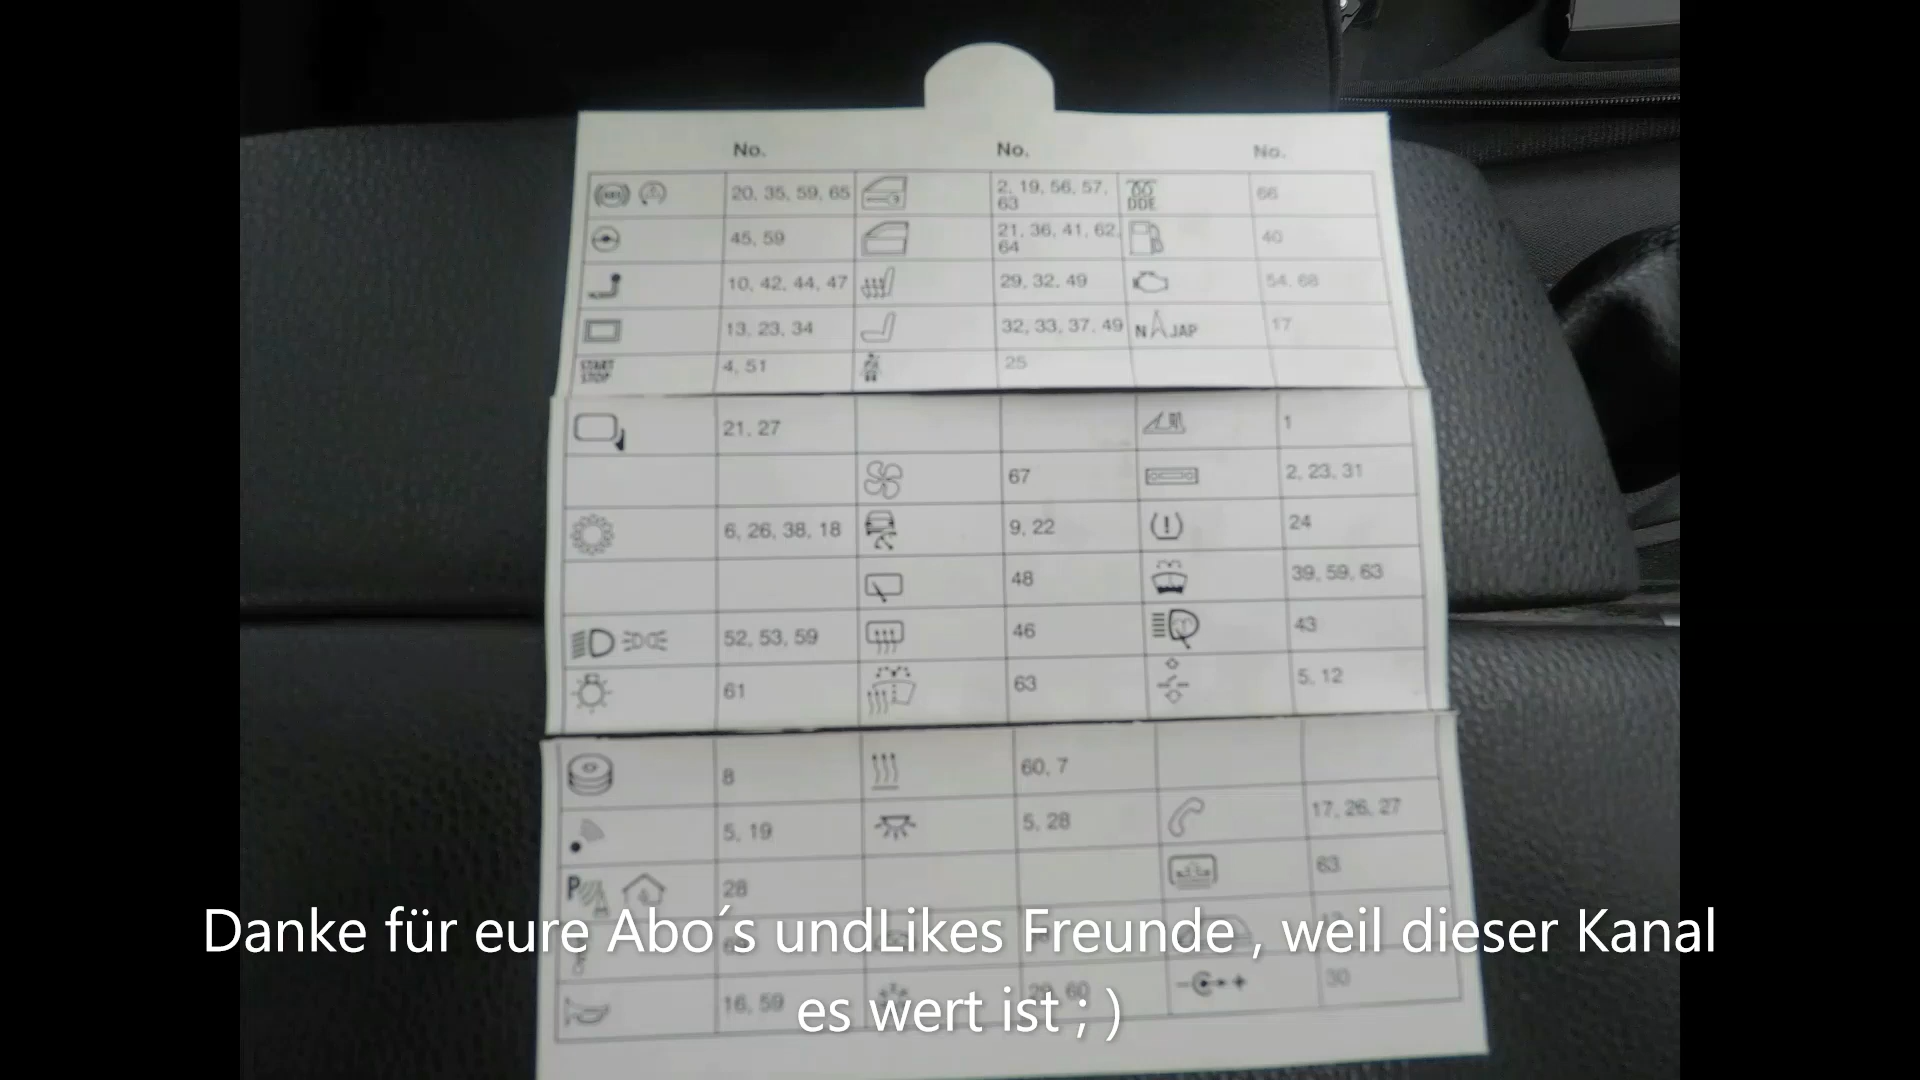 No. No. No.
20, 35, 59, 65 2, 19, 56, 57, 63 DDE 66
45, 59 21, 36, 41, 62, 64 40
10, 42, 44, 47 29, 32, 49 54, 68
13, 23, 34 32, 33, 37, 49 N JAP 17
START STOP 4, 51 25
21, 27 1
67 2, 23, 31
6, 26, 38, 18 9, 22 (!) 24
48 39, 59, 63
52, 53, 59 46 43
61 63 5, 12
8 60, 7
5, 19 5, 28 17, 26, 27
P 28 63
Danke für eure Abo´s undLikes Freunde , weil dieser Kanal
16, 59 29, 60 30
es wert ist ; )